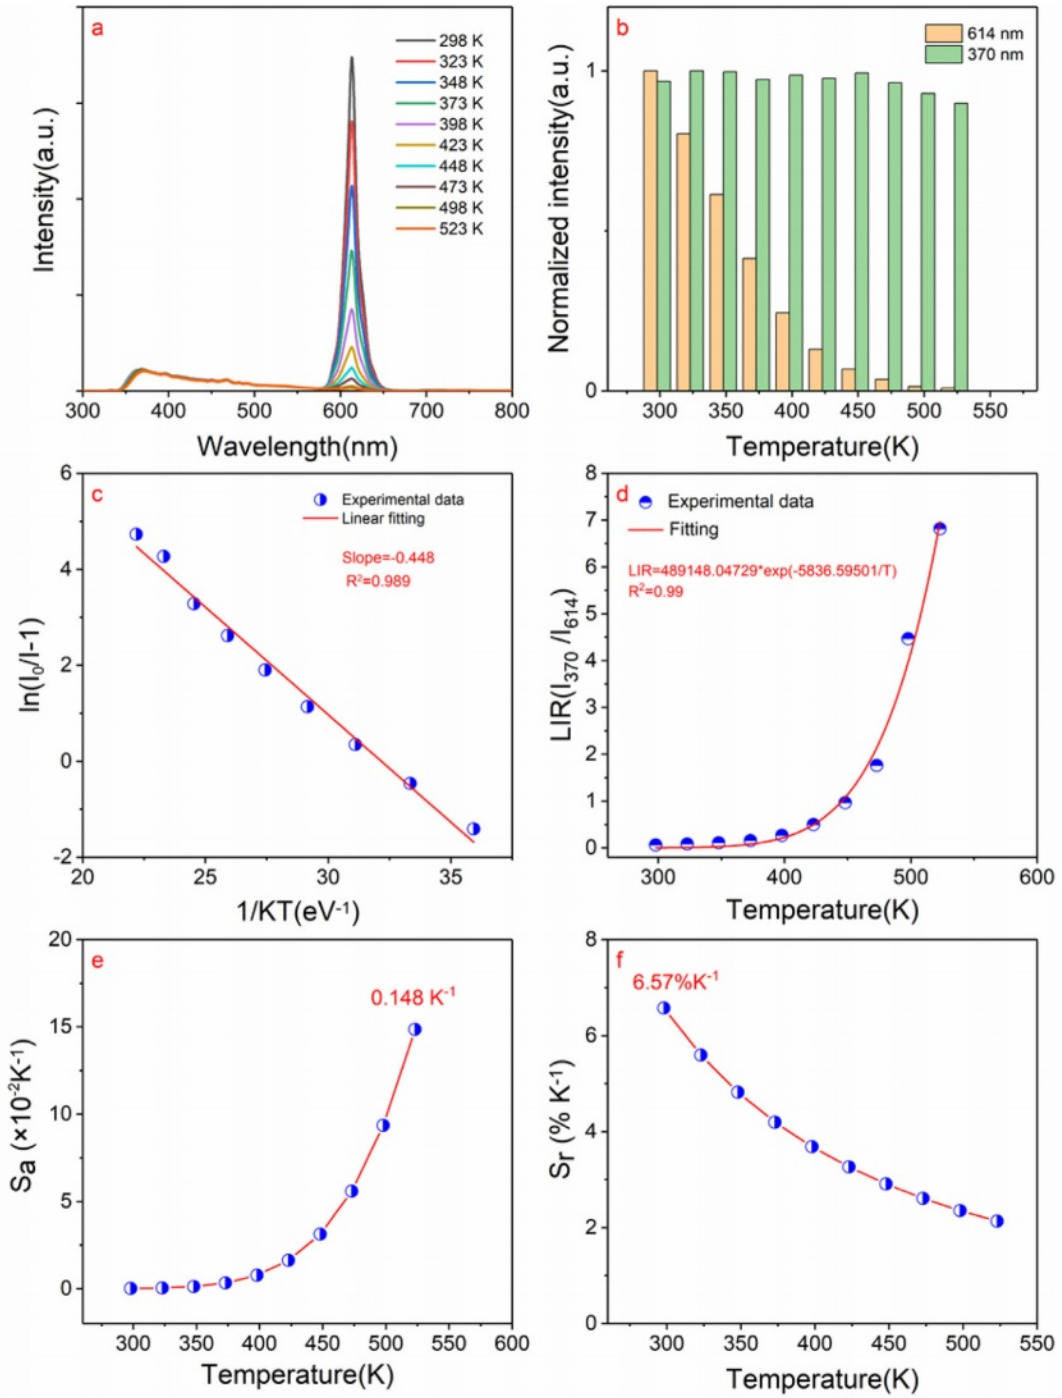 a
298 K
323 K
348 K
373 K
398 K
423 K
448 K
473 K
498 K
523 K
Intensity(a.u.)
300 400 500 600 700 800
Wavelength(nm)
b
614 nm
370 nm
Normalized intensity(a.u.)
1
0
300 350 400 450 500 550
Temperature(K)
c
Experimental data
Linear fitting
Slope=-0.448
R²=0.989
ln(I₀/I-1)
6
4
2
0
-2
20 25 30 35
1/KT(eV⁻¹)
d
Experimental data
Fitting
LIR=489148.04729*exp(-5836.59501/T)
R²=0.99
LIR(I₃₇₀ /I₆₁₄)
8
7
6
5
4
3
2
1
0
300 400 500 600
Temperature(K)
e
0.148 K⁻¹
Sa (×10⁻²K⁻¹)
20
15
10
5
0
300 350 400 450 500 550 600
Temperature(K)
f
6.57%K⁻¹
Sr (% K⁻¹)
8
6
4
2
0
300 350 400 450 500 550
Temperature(K)